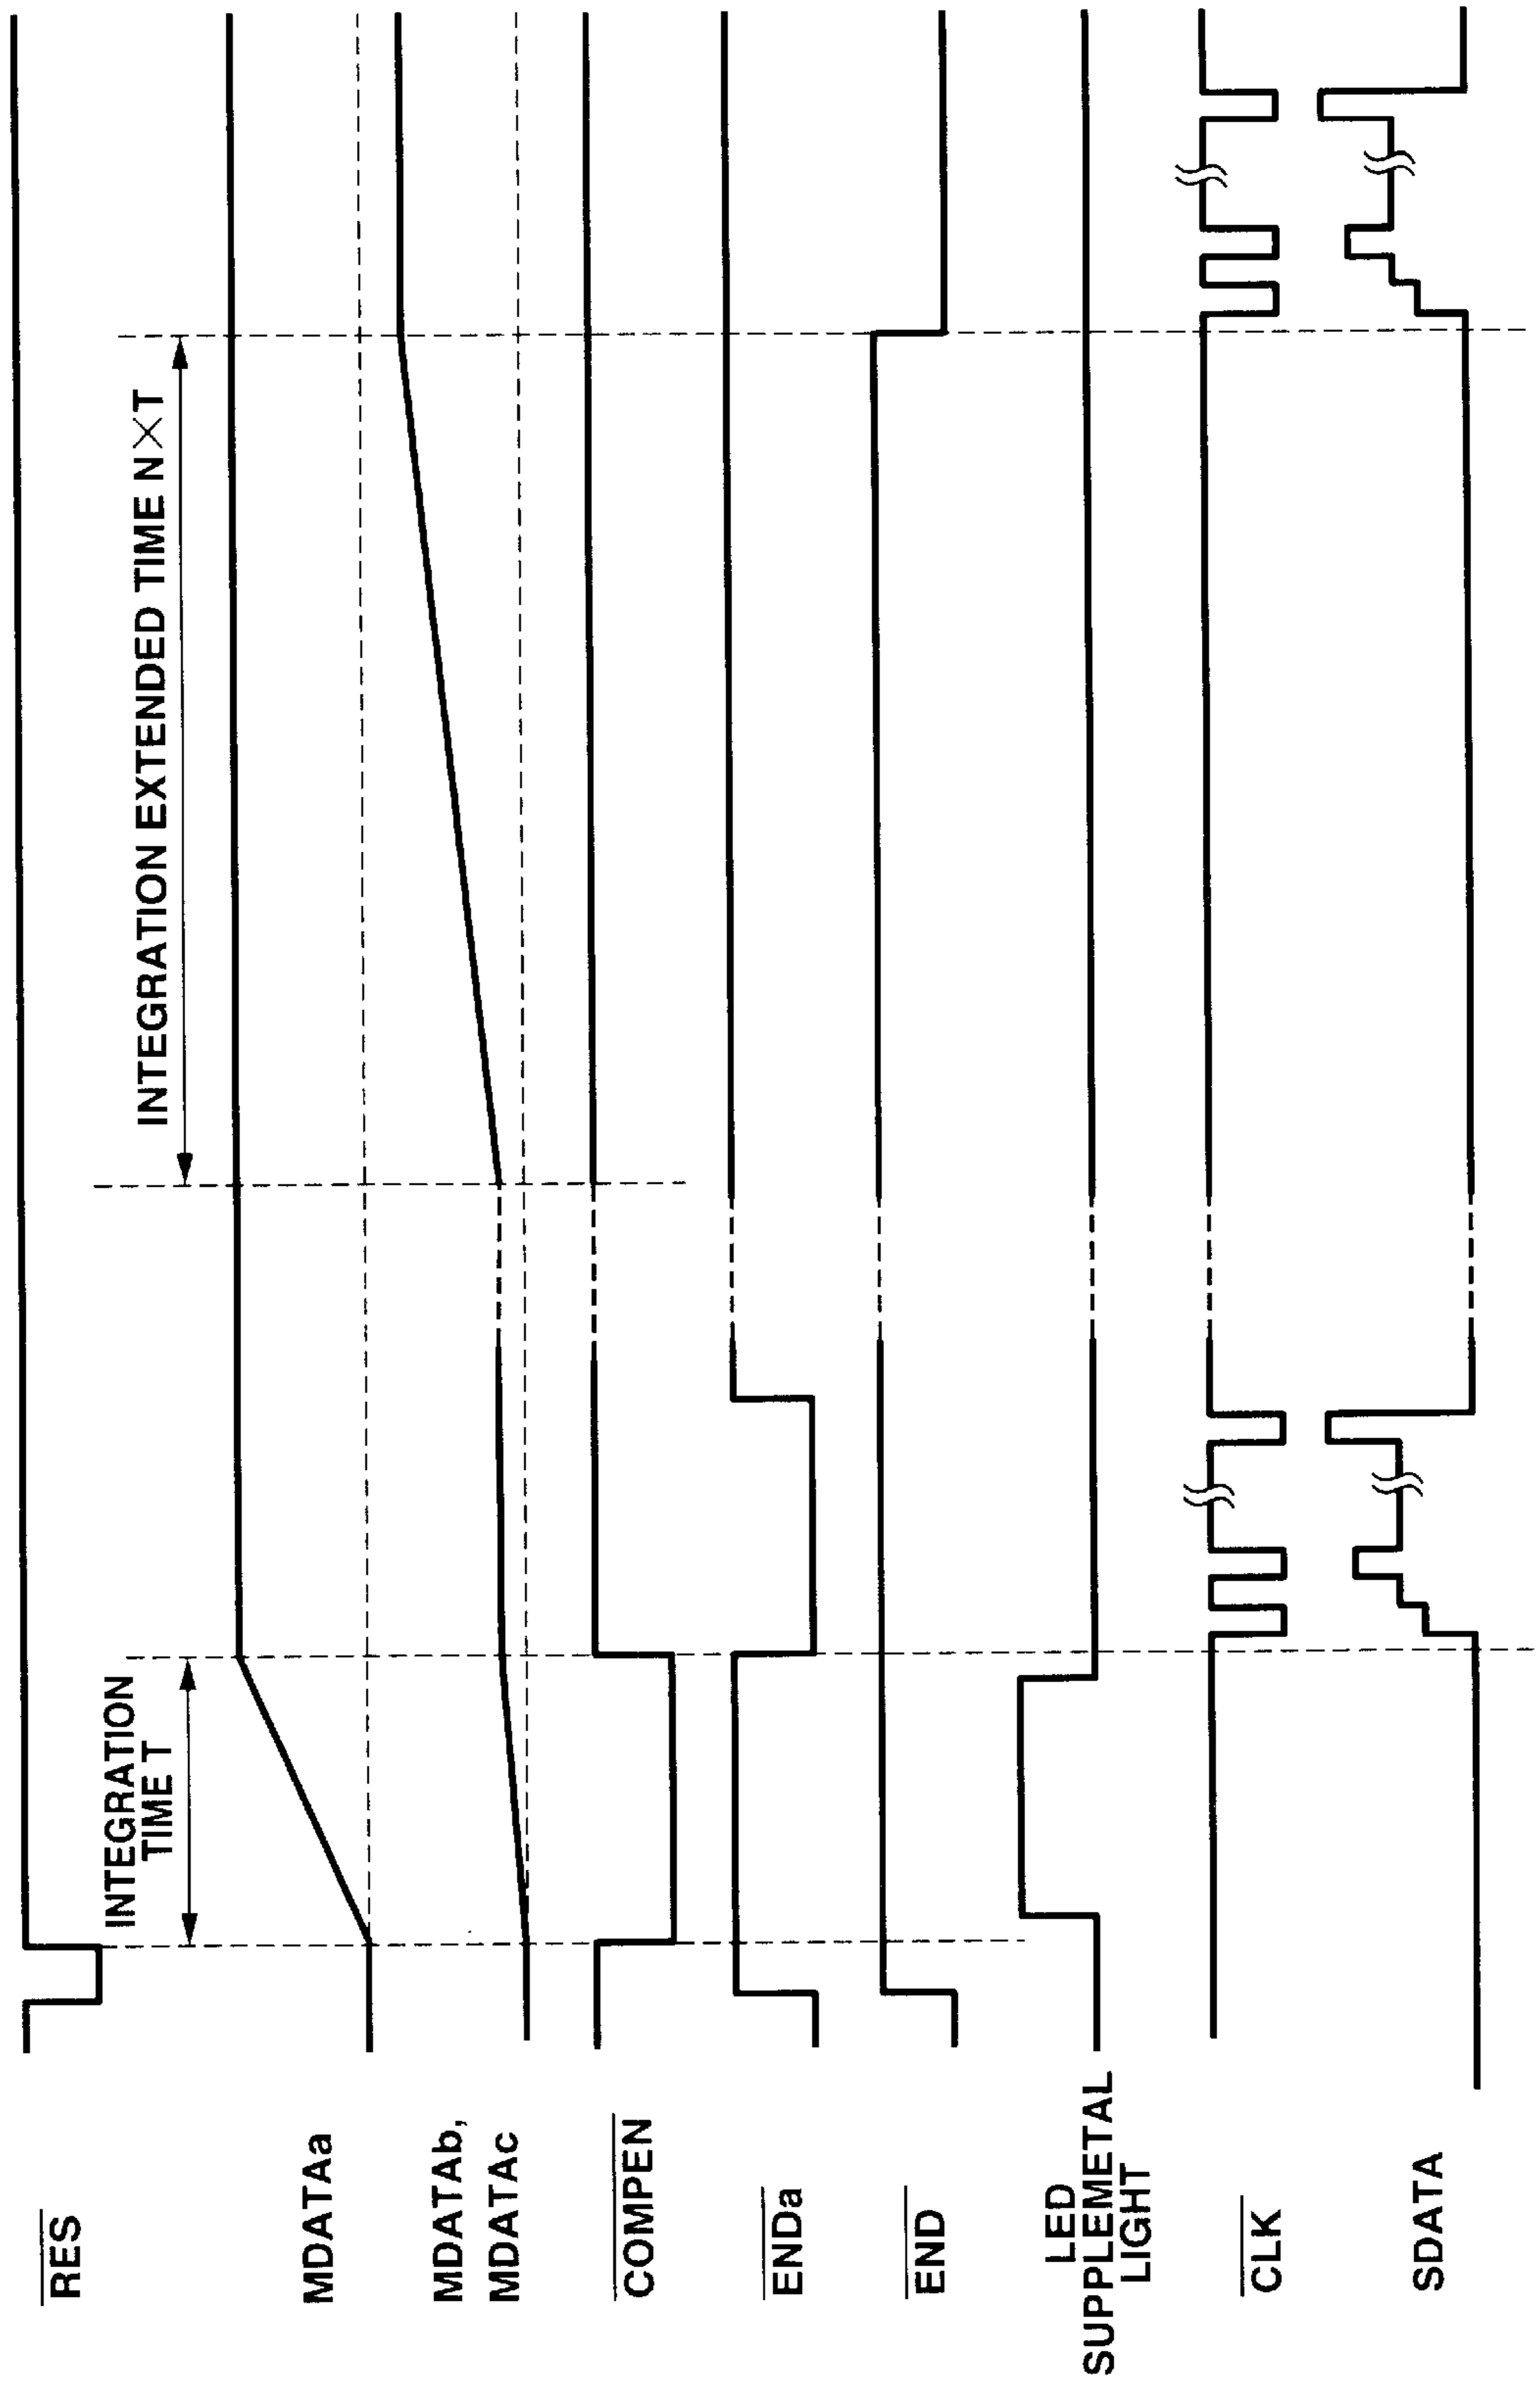 RES
INTEGRATION
TIME T
INTEGRATION EXTENDED TIME N×T
MDATAa
MDATAb,
MDATAc
COMPEN
ENDa
END
LED
SUPPLEMETAL
LIGHT
CLK
SDATA